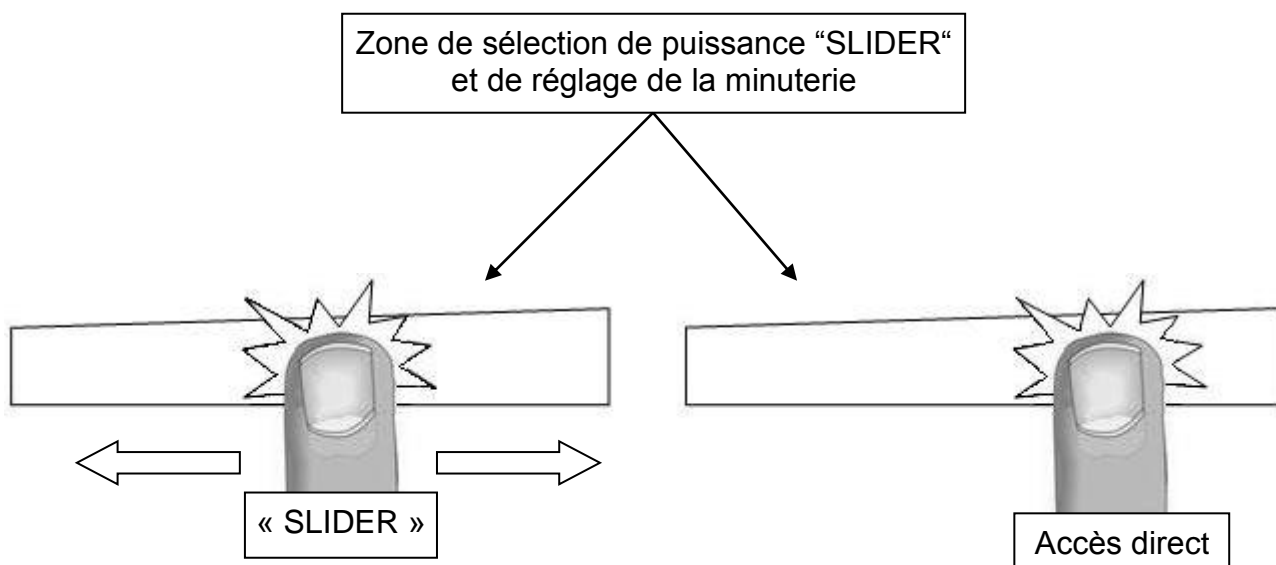 Zone de sélection de puissance “SLIDER“
et de réglage de la minuterie
« SLIDER »
Accès direct